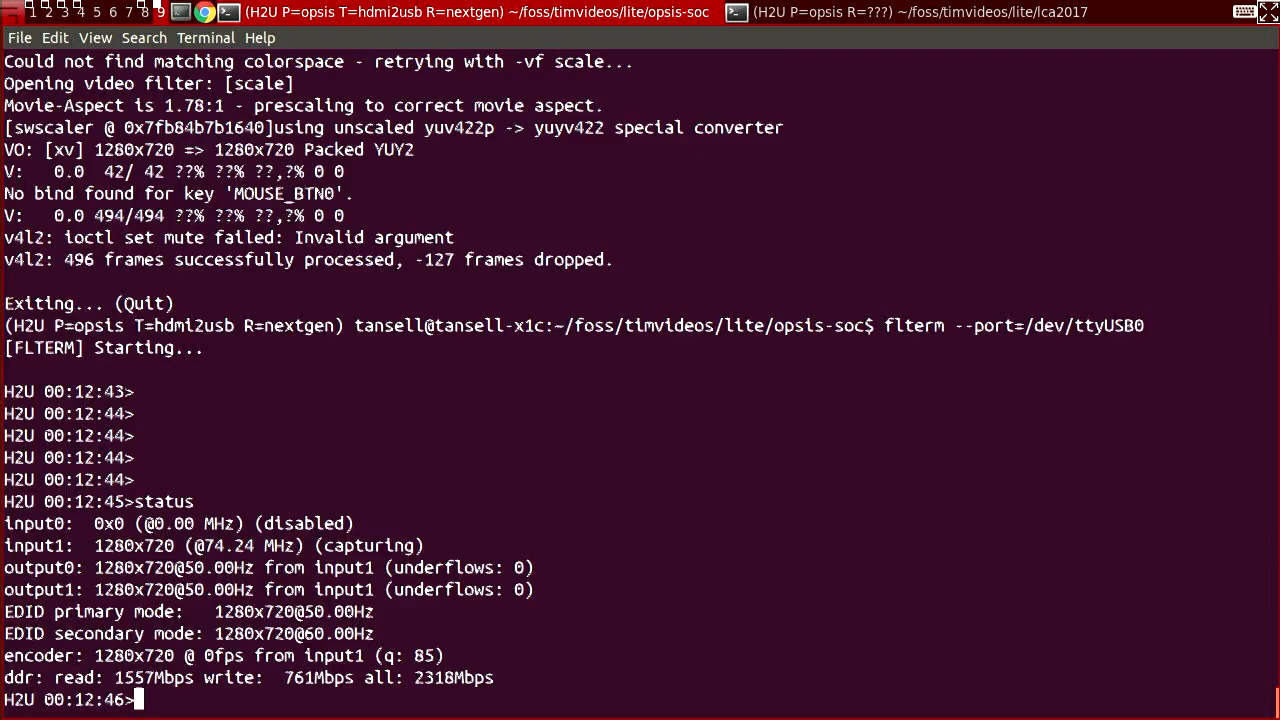 1 2 3 4 5 6 7 8 9 (H2U P=opsis T=hdmi2usb R=nextgen) ~/foss/timvideos/lite/opsis-soc (H2U P=opsis R=???) ~/foss/timvideos/lite/lca2017
File Edit View Search Terminal Help
Could not find matching colorspace - retrying with -vf scale...
Opening video filter: [scale]
Movie-Aspect is 1.78:1 - prescaling to correct movie aspect.
[swscaler @ 0x7fb84b7b1640]using unscaled yuv422p -> yuyv422 special converter
VO: [xv] 1280x720 => 1280x720 Packed YUY2
V:   0.0  42/ 42 ??% ??% ??,?% 0 0
No bind found for key 'MOUSE_BTN0'.
V:   0.0 494/494 ??% ??% ??,?% 0 0
v4l2: ioctl set mute failed: Invalid argument
v4l2: 496 frames successfully processed, -127 frames dropped.
Exiting... (Quit)
(H2U P=opsis T=hdmi2usb R=nextgen) tansell@tansell-x1c:~/foss/timvideos/lite/opsis-soc$ flterm --port=/dev/ttyUSB0
[FLTERM] Starting...
H2U 00:12:43>
H2U 00:12:44>
H2U 00:12:44>
H2U 00:12:44>
H2U 00:12:44>
H2U 00:12:45>status
input0:  0x0 (@0.00 MHz) (disabled)
input1:  1280x720 (@74.24 MHz) (capturing)
output0: 1280x720@50.00Hz from input1 (underflows: 0)
output1: 1280x720@50.00Hz from input1 (underflows: 0)
EDID primary mode:   1280x720@50.00Hz
EDID secondary mode: 1280x720@60.00Hz
encoder: 1280x720 @ 0fps from input1 (q: 85)
ddr: read: 1557Mbps write:  761Mbps all: 2318Mbps
H2U 00:12:46>